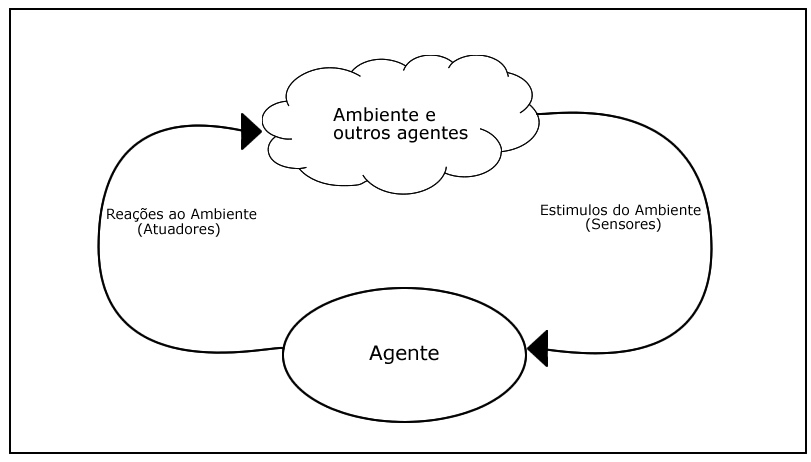 Ambiente e
outros agentes
Reações ao Ambiente
(Atuadores)
Estimulos do Ambiente
(Sensores)
Agente